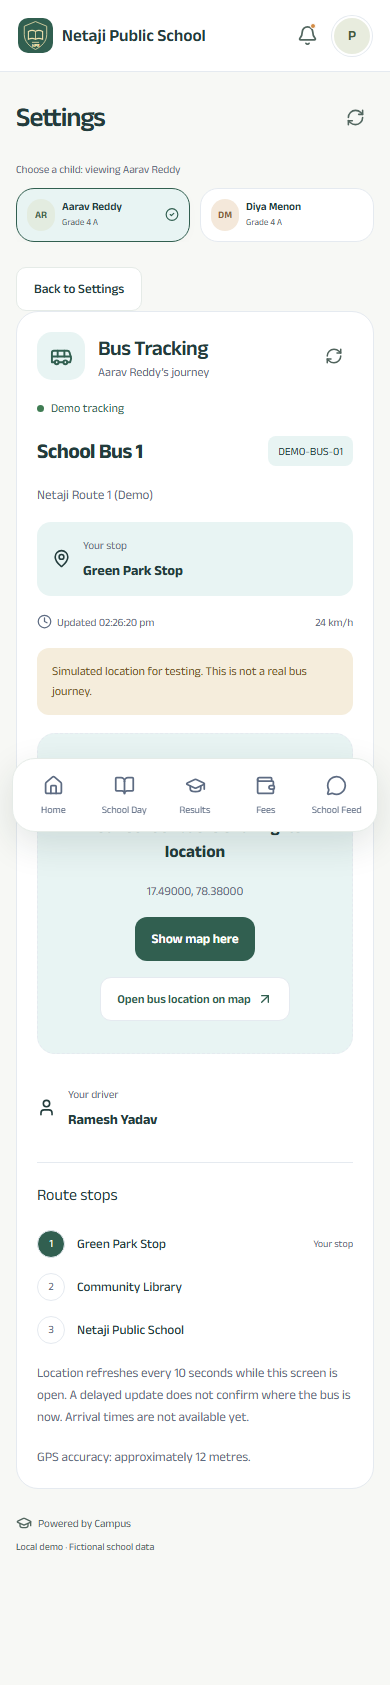 Netaji Public School
P
Settings
Choose a child: viewing Aarav Reddy
AR
Aarav Reddy
Grade 4 A
DM
Diya Menon
Grade 4 A
Back to Settings
Bus Tracking
Aarav Reddy's journey
Demo tracking
School Bus 1
DEMO-BUS-01
Netaji Route 1 (Demo)
Your stop
Green Park Stop
Updated 02:26:20 pm
24 km/h
Simulated location for testing. This is not a real bus
journey.
Home
School Day
Results
Fees
School Feed
location
17.49000, 78.38000
Show map here
Open bus location on map
Your driver
Ramesh Yadav
Route stops
1
Green Park Stop
Your stop
2
Community Library
3
Netaji Public School
Location refreshes every 10 seconds while this screen is
open. A delayed update does not confirm where the bus is
now. Arrival times are not available yet.
GPS accuracy: approximately 12 metres.
Powered by Campus
Local demo · Fictional school data